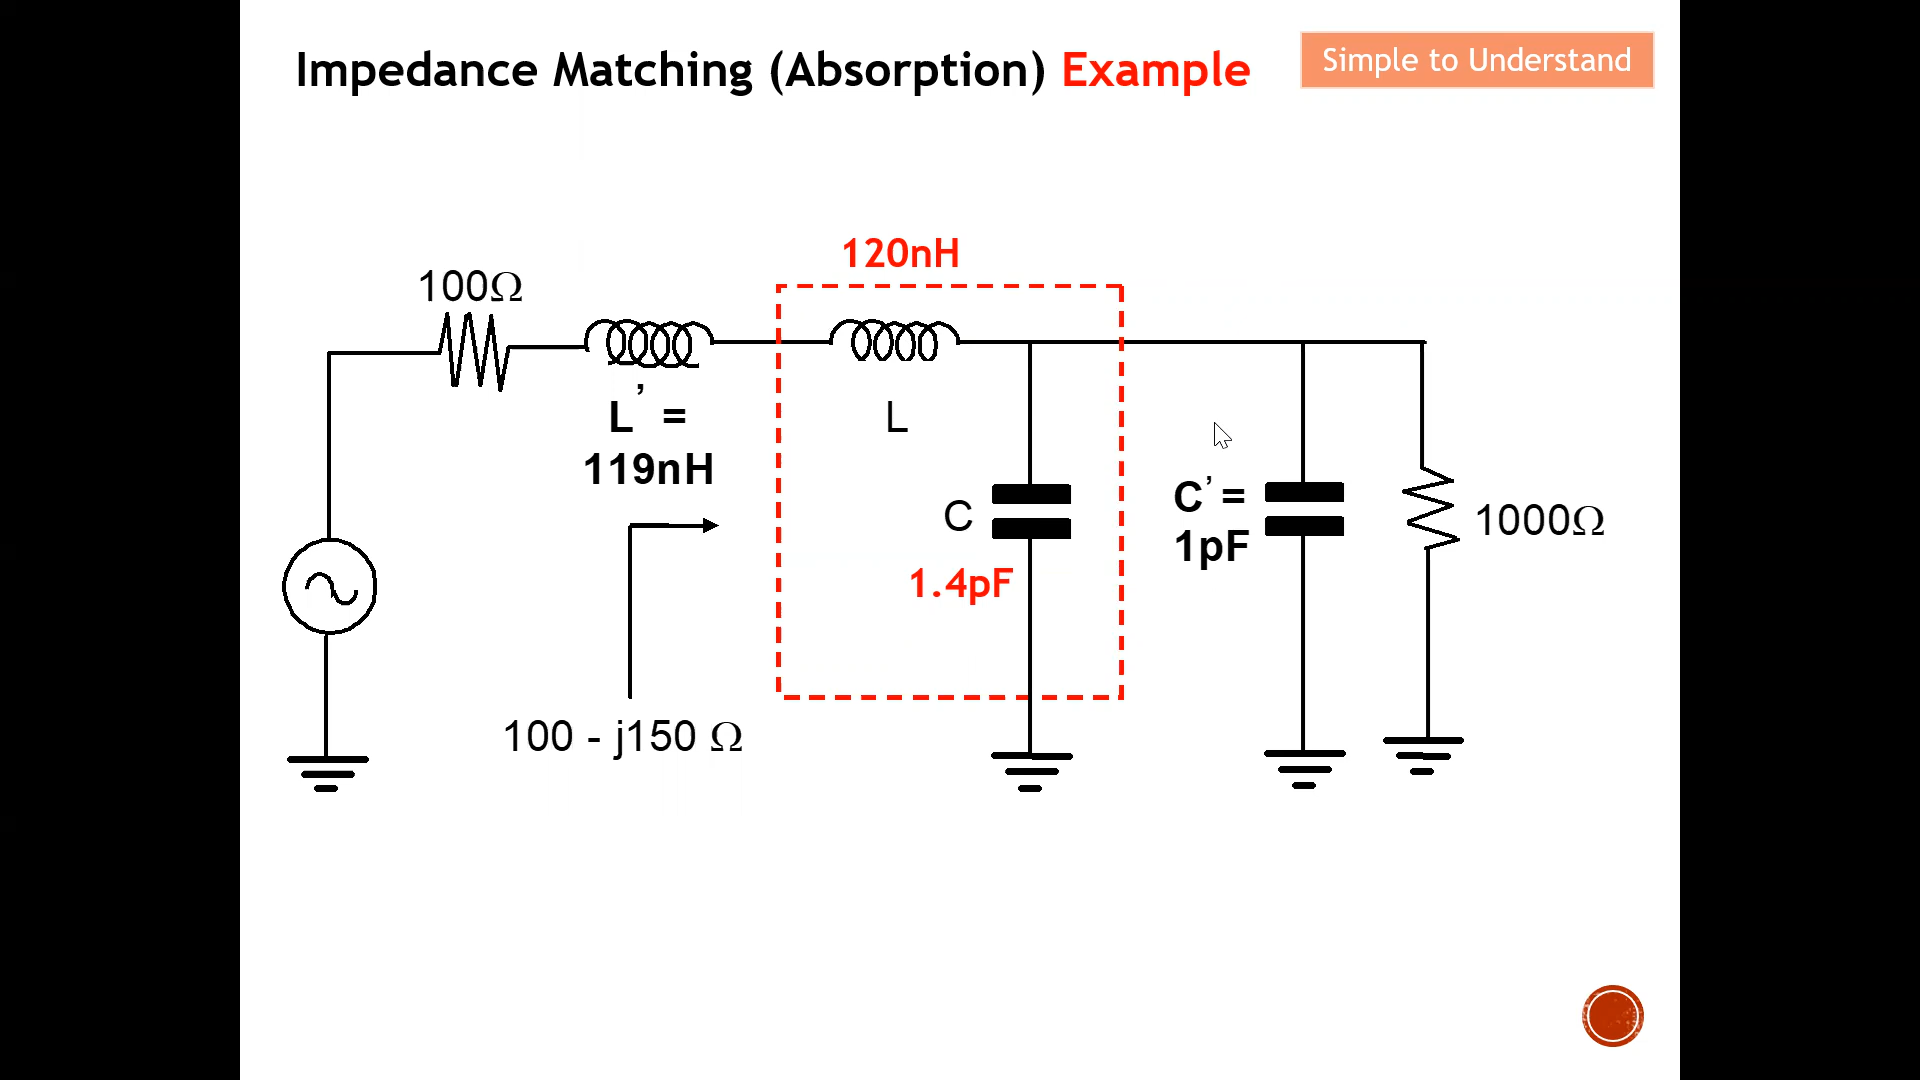 Impedance Matching (Absorption) Example
Simple to Understand
120nH
100Ω
L’ =
119nH
L
C
1.4pF
C’ =
1pF
1000Ω
100 - j150 Ω